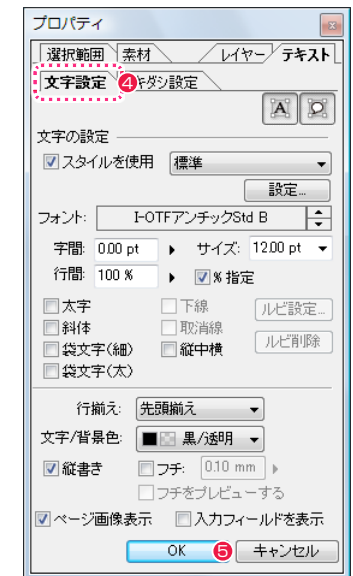 プロパティ
選択範囲 素材 レイヤー テキスト
文字設定 4 キダシ設定
A
文字の設定
スタイルを使用 標準
設定...
フォント: I-OTFアンチックStd B
字間: 0.00 pt サイズ: 12.00 pt
行間: 100 % % 指定
太字 下線 ルビ設定...
斜体 取消線
袋文字(細) 縦中横 ルビ削除
袋文字(太)
行揃え: 先頭揃え
文字/背景色: 黒/透明
縦書き フチ: 0.10 mm
フチをプレビューする
ページ画像表示 入力フィールドを表示
OK 5 キャンセル